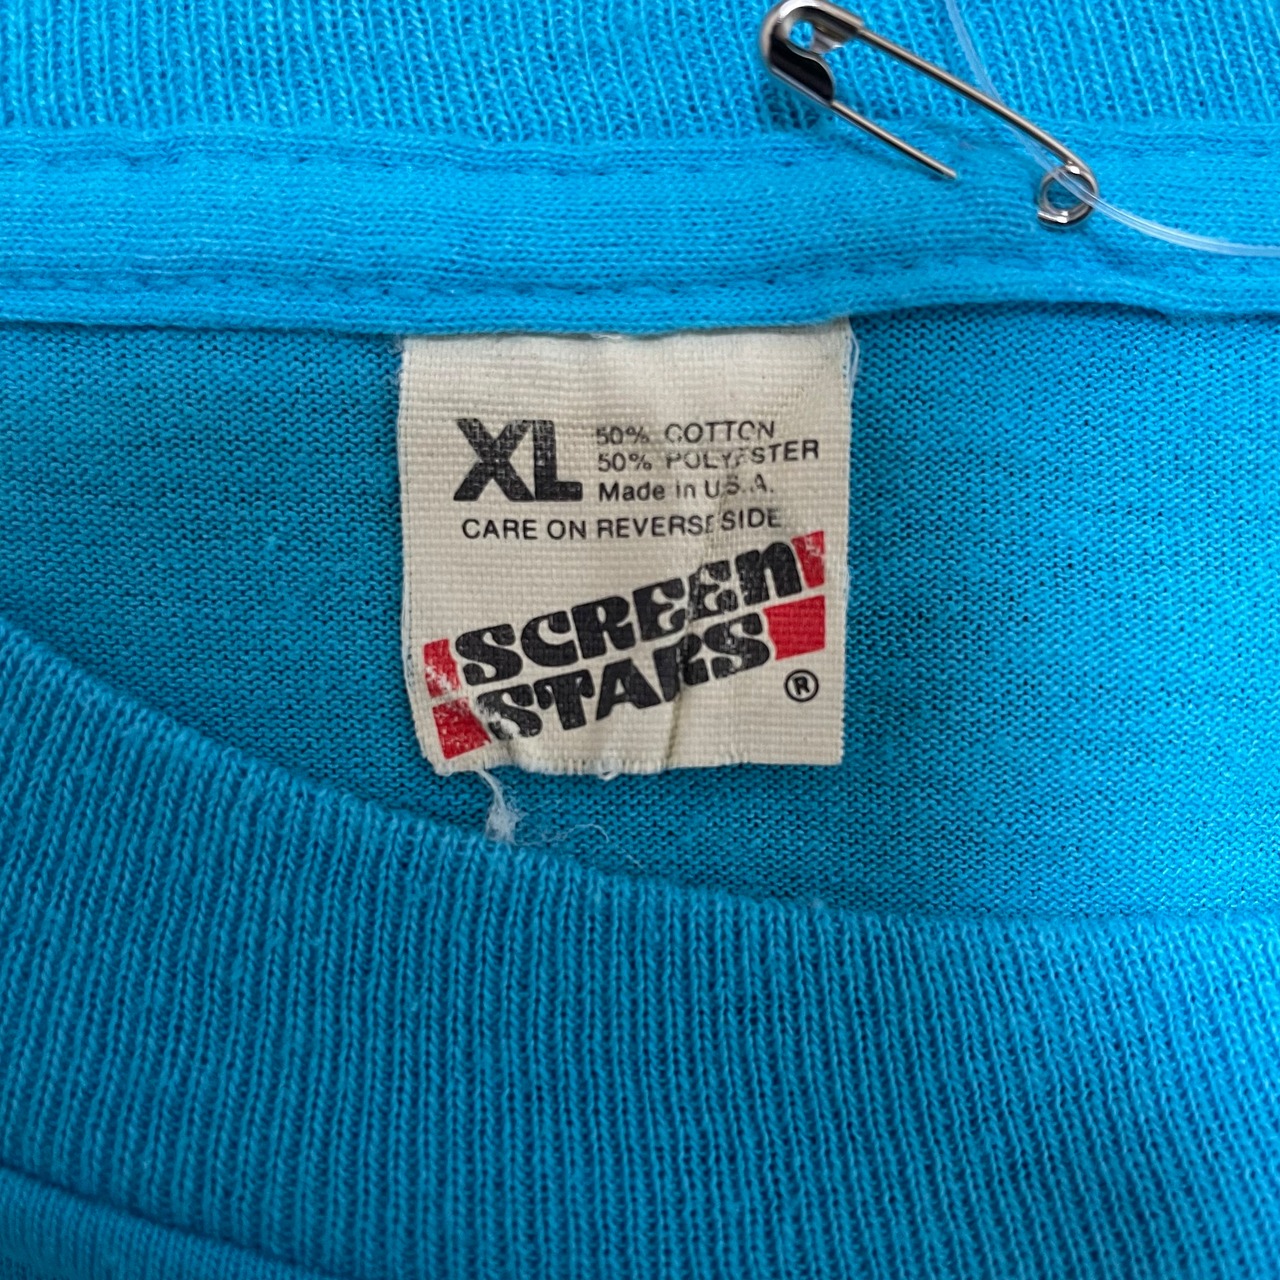 XL
50% COTTON
50% POLYESTER
Made in U.S.A.
CARE ON REVERSE SIDE
SCREEN
STARS
®